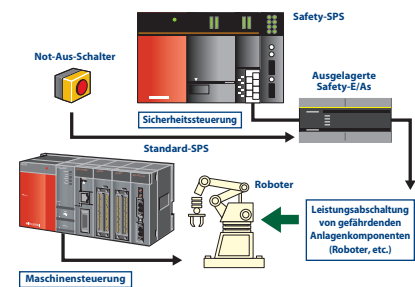 Safety-SPS
Not-Aus-Schalter
Ausgelagerte
Safety-E/As
Sicherheitssteuerung
Standard-SPS
Roboter
Leistungsabschaltung
von gefährdenden
Anlagenkomponenten
(Roboter, etc.)
Maschinensteuerung